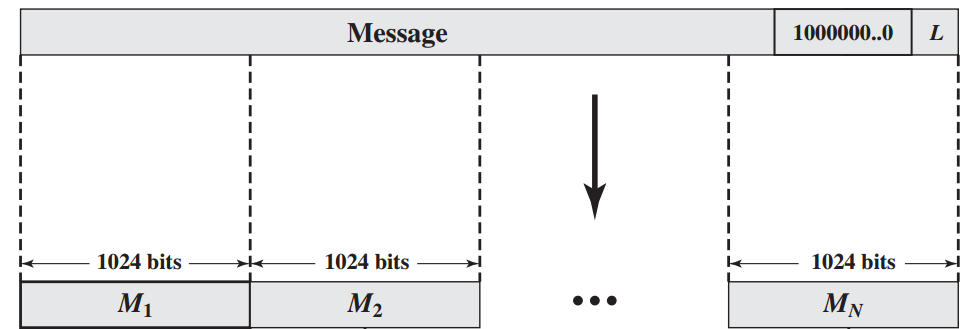 Message 1000000..0 L
1024 bits 1024 bits 1024 bits
M1 M2 ••• MN